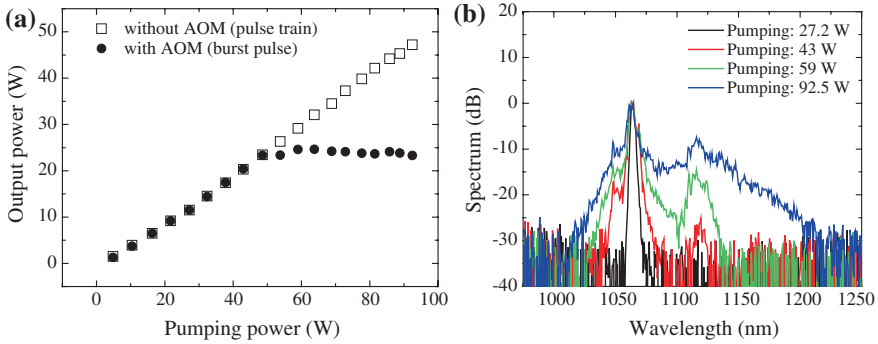 (a)
without AOM (pulse train)
with AOM (burst pulse)
Output power (W)
50
40
30
20
10
0
0 20 40 60 80 100
Pumping power (W)
(b)
Pumping: 27.2 W
Pumping: 43 W
Pumping: 59 W
Pumping: 92.5 W
Spectrum (dB)
20
10
0
-10
-20
-30
-40
1000 1050 1100 1150 1200 1250
Wavelength (nm)